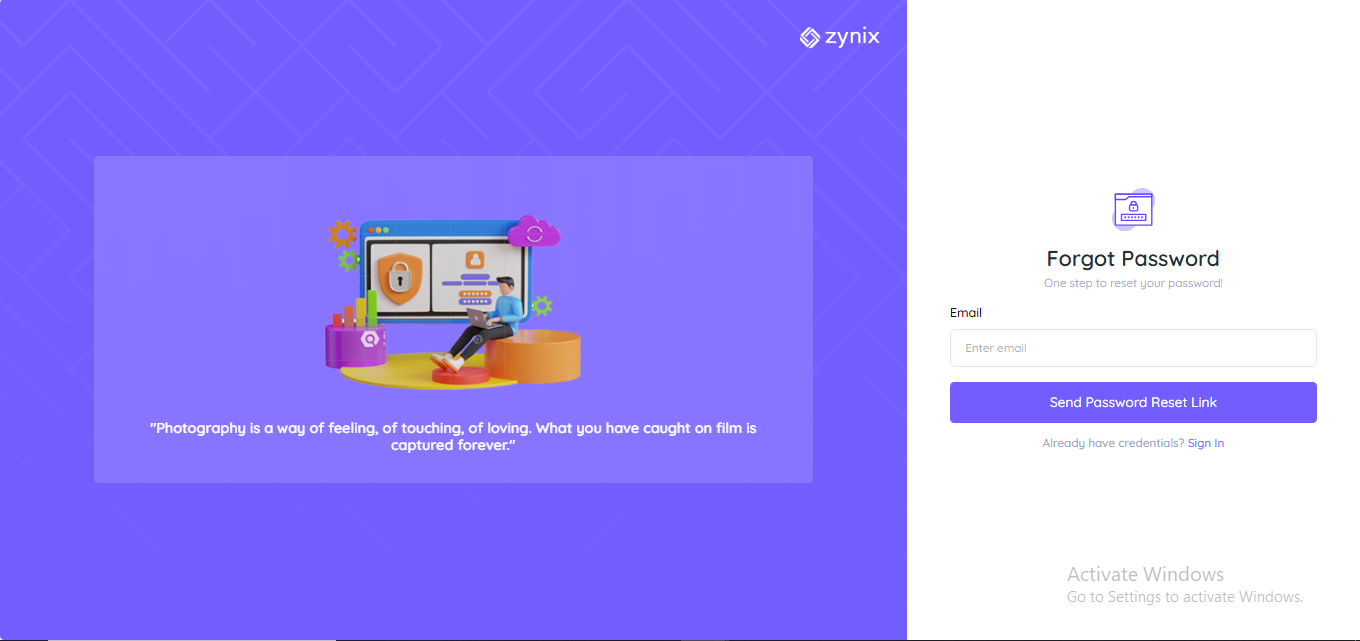 zynix
"Photography is a way of feeling, of touching, of loving. What you have caught on film is
captured forever."
Forgot Password
One step to reset your password!
Email
Enter email
Send Password Reset Link
Already have credentials? Sign In
Activate Windows
Go to Settings to activate Windows.